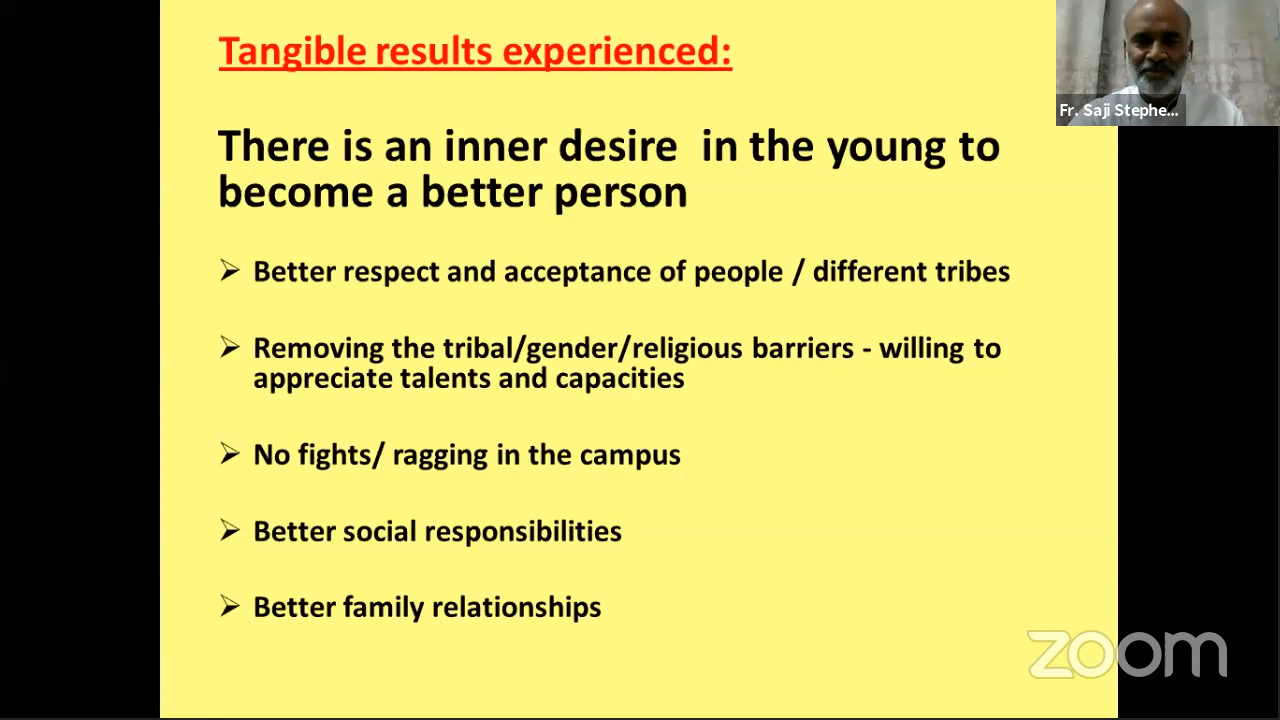 Tangible results experienced:
Fr. Saji Stephe...
There is an inner desire in the young to
become a better person
Better respect and acceptance of people / different tribes
Removing the tribal/gender/religious barriers - willing to
appreciate talents and capacities
No fights/ ragging in the campus
Better social responsibilities
Better family relationships
zoom